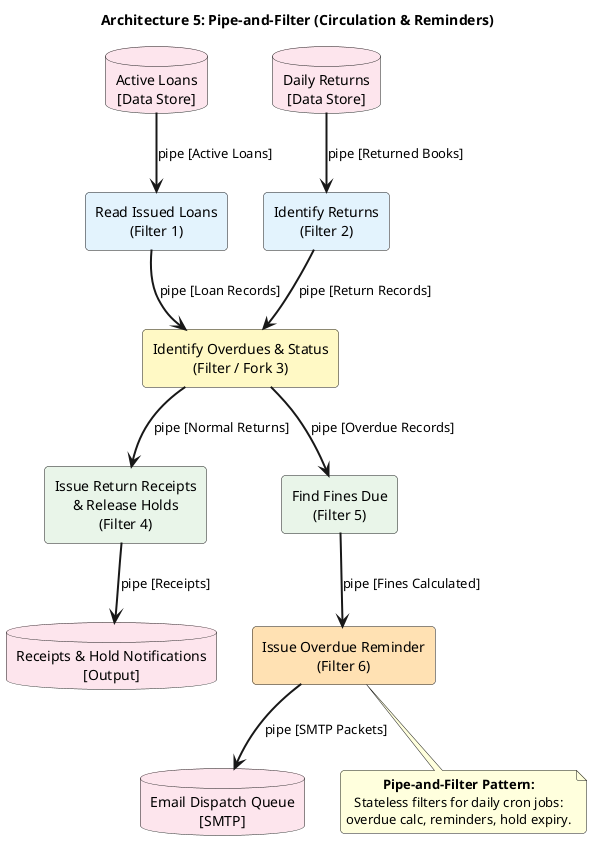 Architecture 5: Pipe-and-Filter (Circulation & Reminders)
Active Loans
[Data Store]
Daily Returns
[Data Store]
pipe [Active Loans]
pipe [Returned Books]
Read Issued Loans
(Filter 1)
Identify Returns
(Filter 2)
pipe [Loan Records]
pipe [Return Records]
Identify Overdues & Status
(Filter / Fork 3)
pipe [Normal Returns]
pipe [Overdue Records]
Issue Return Receipts
& Release Holds
(Filter 4)
Find Fines Due
(Filter 5)
pipe [Receipts]
pipe [Fines Calculated]
Receipts & Hold Notifications
[Output]
Issue Overdue Reminder
(Filter 6)
pipe [SMTP Packets]
Email Dispatch Queue
[SMTP]
Pipe-and-Filter Pattern:
Stateless filters for daily cron jobs:
overdue calc, reminders, hold expiry.